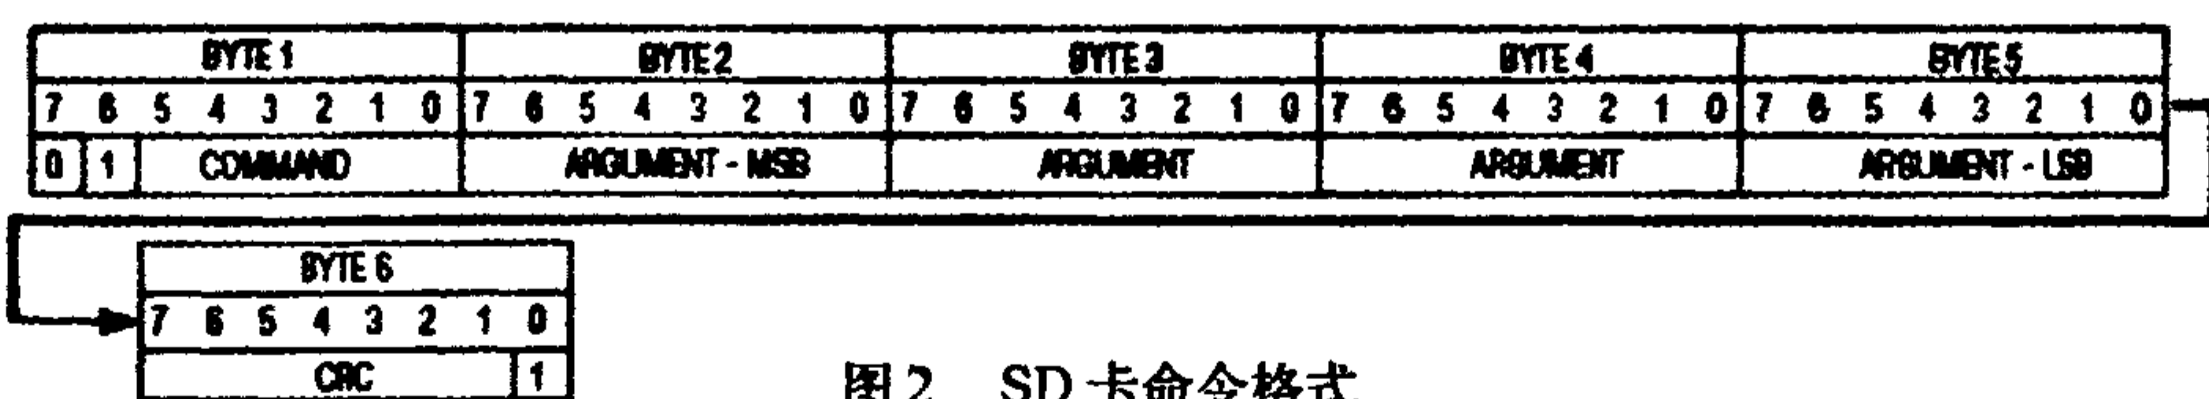 BYTE 1 BYTE 2 BYTE 3 BYTE 4 BYTE 5
7 6 5 4 3 2 1 0 7 6 5 4 3 2 1 0 7 6 5 4 3 2 1 0 7 6 5 4 3 2 1 0 7 6 5 4 3 2 1 0
0 1 COMMAND ARGUMENT - MSB ARGUMENT ARGUMENT ARGUMENT - LSB
BYTE 6
7 6 5 4 3 2 1 0
CRC 1
图 2 SD 卡命令格式